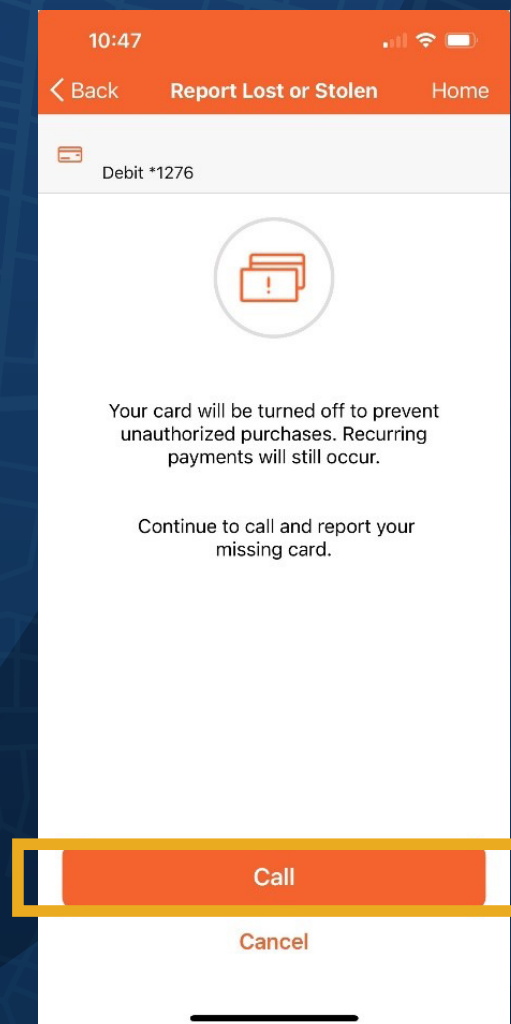 10:47
Back Report Lost or Stolen Home
Debit *1276
!
Your card will be turned off to prevent
unauthorized purchases. Recurring
payments will still occur.
Continue to call and report your
missing card.
Call
Cancel